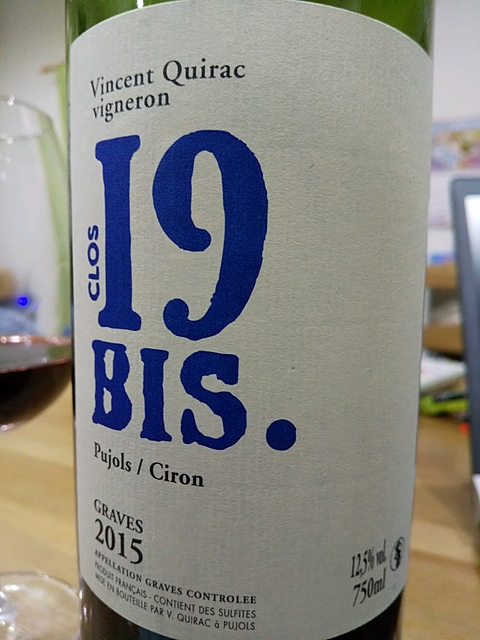 Vincent Quirac
vigneron
CLOS
19
BIS.
Pujols / Ciron
GRAVES
2015
APPELLATION GRAVES CONTROLEE
PRODUIT FRANÇAIS - CONTIENT DES SULFITES
MISE EN BOUTEILLE PAR V. QUIRAC à PUJOLS
12,5% vol.
750ml